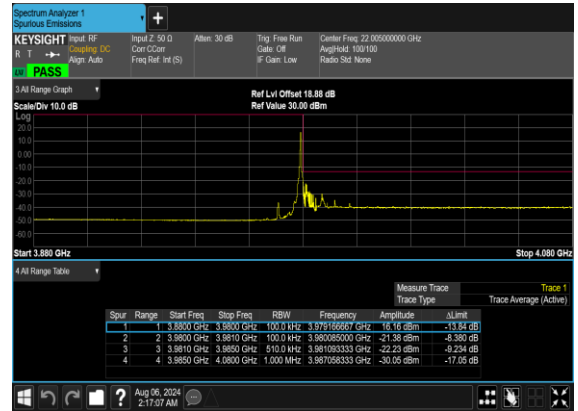 Spectrum Analyzer 1
Spurious Emissions
KEYSIGHT Input: RF Input Z: 50 Ω Atten: 30 dB Trig: Free Run Center Freq: 22.005000000 GHz
R T Coupling: DC Corr CCorr Gate: Off Avg|Hold: 100/100
Align: Auto Freq Ref: Int (S) IF Gain: Low Radio Std: None
PASS
3 All Range Graph
Ref Lvl Offset 18.88 dB
Scale/Div 10.0 dB Ref Value 30.00 dBm
Log
20.0
10.0
0.00
-10.0
-20.0
-30.0
-40.0
-50.0
-60.0
Start 3.880 GHz Stop 4.080 GHz
4 All Range Table
Measure Trace Trace 1
Trace Type Trace Average (Active)
Spur Range Start Freq Stop Freq RBW Frequency Amplitude ΔLimit
1 1 3.8800 GHz 3.9800 GHz 100.0 kHz 3.979166667 GHz 16.16 dBm -13.84 dB
2 2 3.9800 GHz 3.9810 GHz 100.0 kHz 3.980085000 GHz -21.38 dBm -8.380 dB
3 3 3.9810 GHz 3.9850 GHz 510.0 kHz 3.981093333 GHz -22.23 dBm -9.234 dB
4 4 3.9850 GHz 4.0800 GHz 1.000 MHz 3.987058333 GHz -30.05 dBm -17.05 dB
Aug 06, 2024
2:17:07 AM